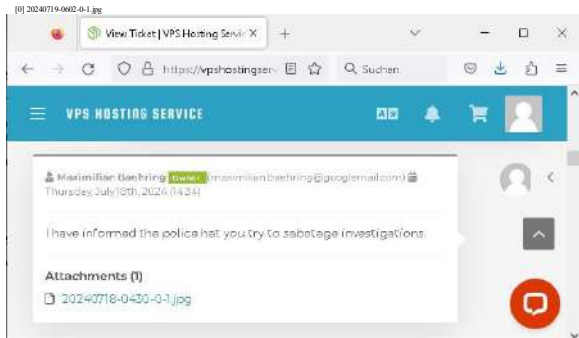 [0] 20240719-0602-0-1.jpg
View Ticket | VPS Hosting Servic
https://vpshostingserv
Suchen
VPS HOSTING SERVICE
Maximilian Baehring Owner (maximilian.baehring@googlemail.com)
Thursday, July 18th, 2024 (14:34)
I have informed the police hat you try to sabotage investigations.
Attachments (1)
20240718-0430-0-1.jpg